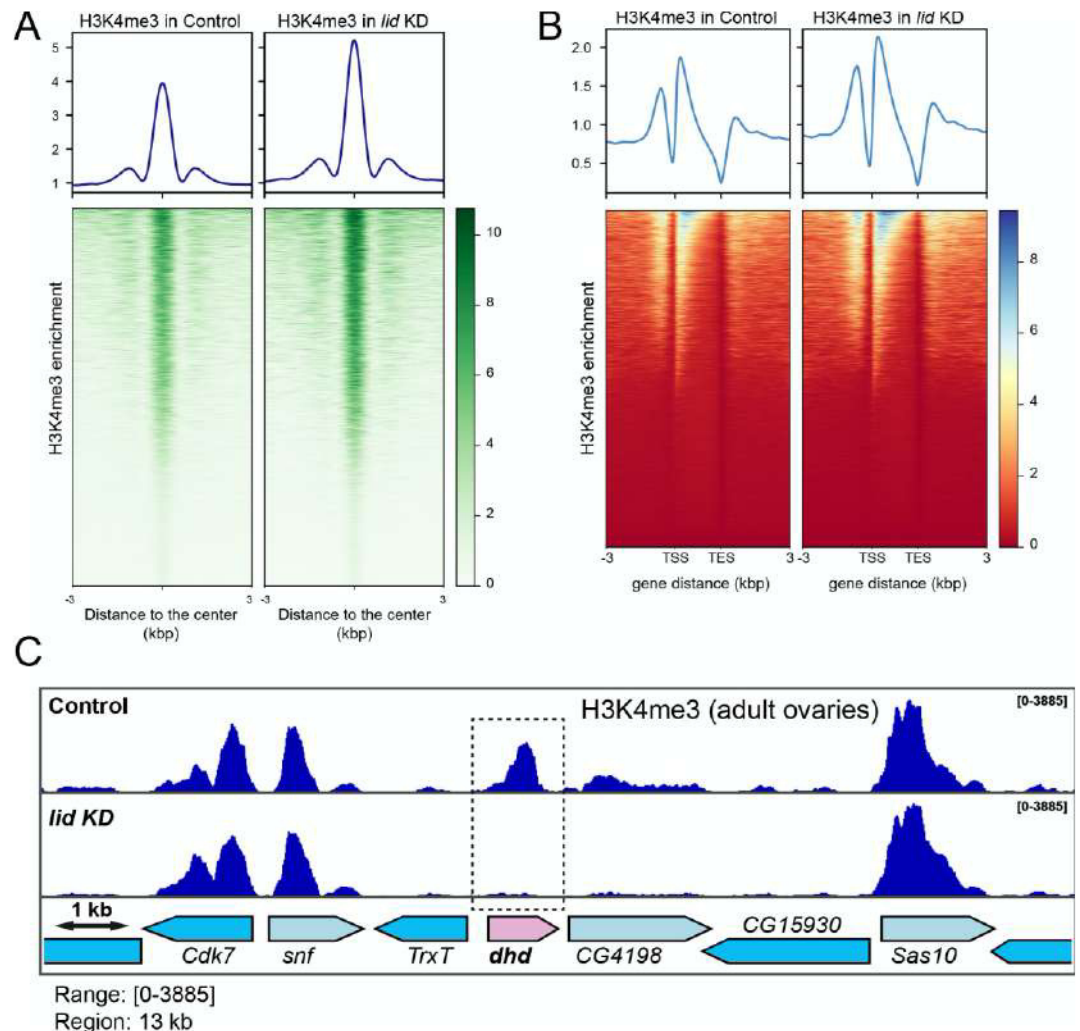 A
H3K4me3 in Control
H3K4me3 in lid KD
5
4
3
2
1
H3K4me3 enrichment
10
8
6
4
2
0
-3
3
-3
3
Distance to the center
(kbp)
Distance to the center
(kbp)
B
H3K4me3 in Control
H3K4me3 in lid KD
2.0
1.5
1.0
0.5
8
6
4
2
0
-3
TSS
TES
3
-3
TSS
TES
3
gene distance (kbp)
gene distance (kbp)
C
Control
H3K4me3 (adult ovaries)
[0-3885]
lid KD
[0-3885]
1 kb
Cdk7
snf
TrxT
dhd
CG4198
CG15930
Sas10
Range: [0-3885]
Region: 13 kb